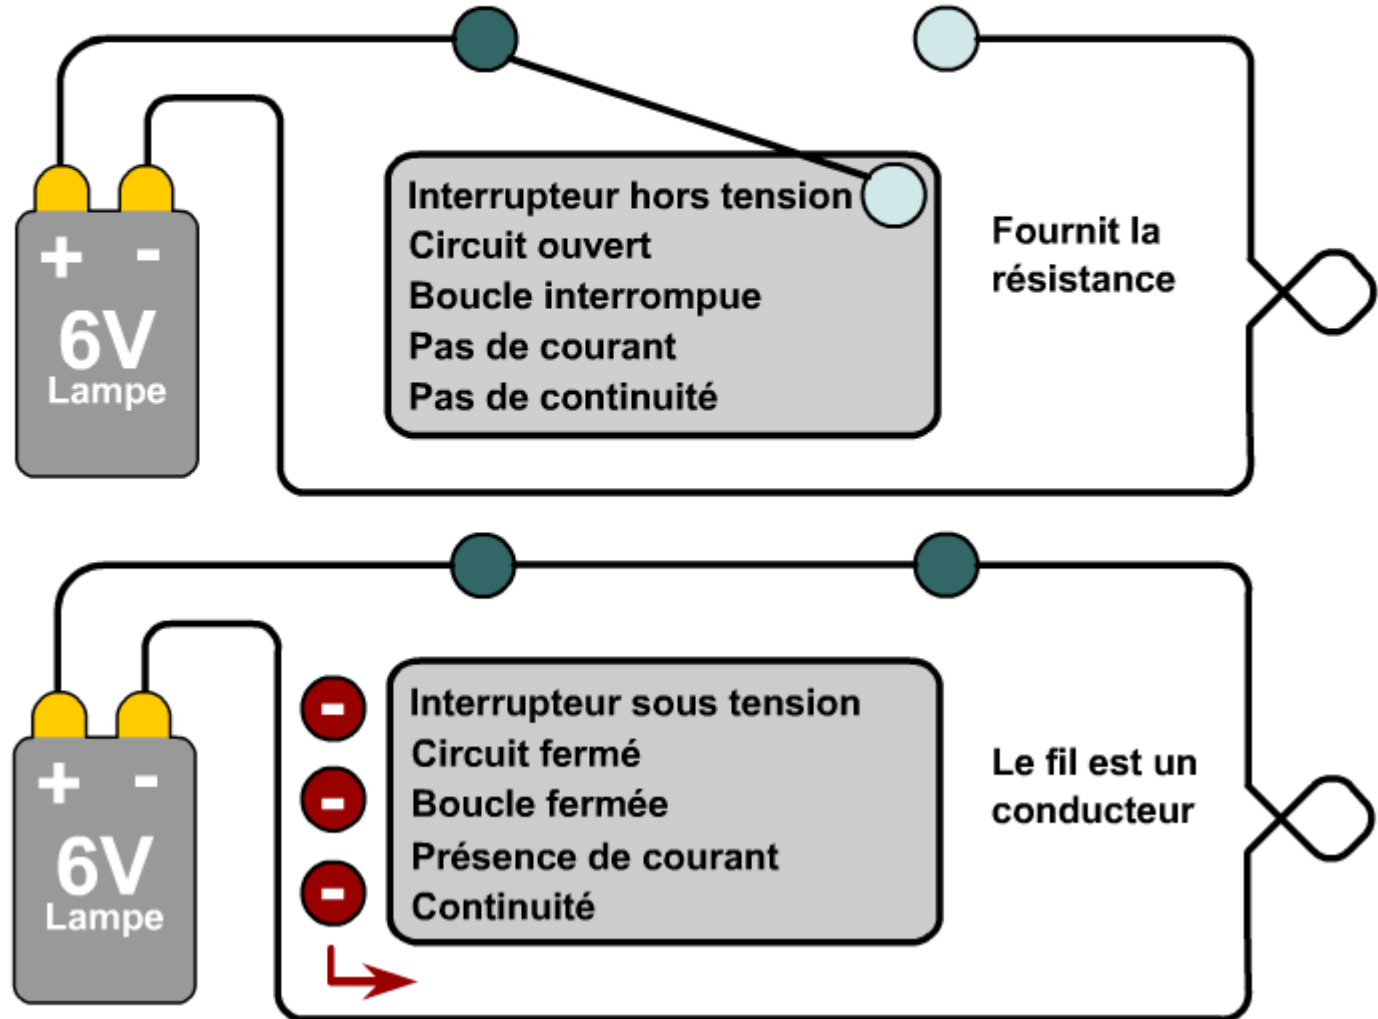 + -
6V
Lampe
Interrupteur hors tension
Circuit ouvert
Boucle interrompue
Pas de courant
Pas de continuité
Fournit la
résistance
+ -
6V
Lampe
-
-
-
Interrupteur sous tension
Circuit fermé
Boucle fermée
Présence de courant
Continuité
Le fil est un
conducteur